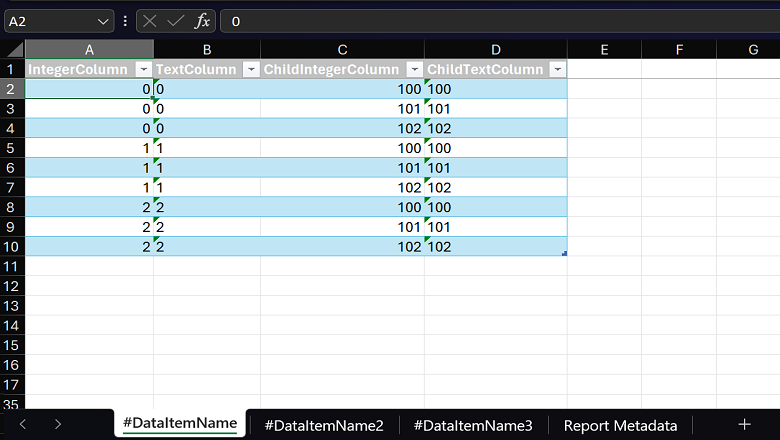 A2 fx 0
A B C D E F G
1 IntegerColumn TextColumn ChildIntegerColumn ChildTextColumn
2 0 0 100 100
3 0 0 101 101
4 0 0 102 102
5 1 1 100 100
6 1 1 101 101
7 1 1 102 102
8 2 2 100 100
9 2 2 101 101
10 2 2 102 102
11
12
13
14
15
16
17
35
#DataItemName #DataItemName2 #DataItemName3 Report Metadata